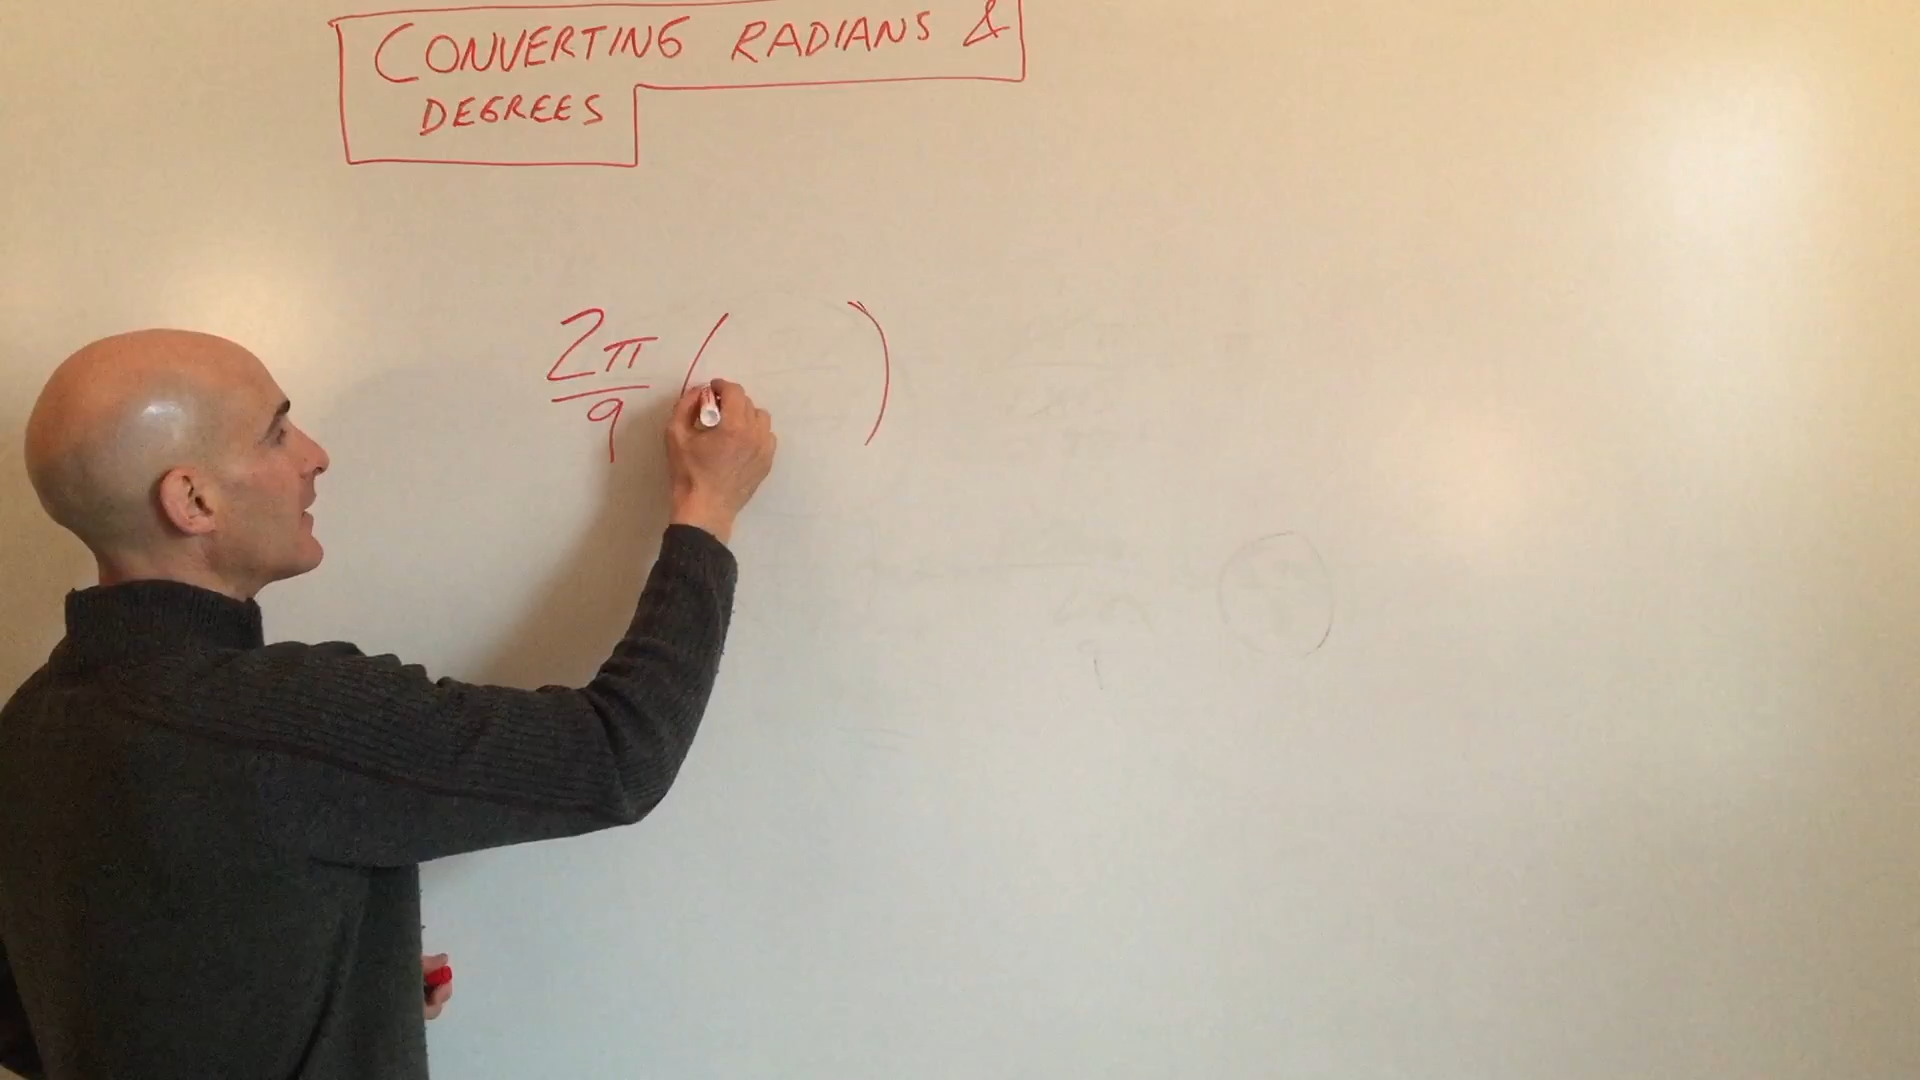 CONVERTING RADIANS &
DEGREES
2π/9 ( )